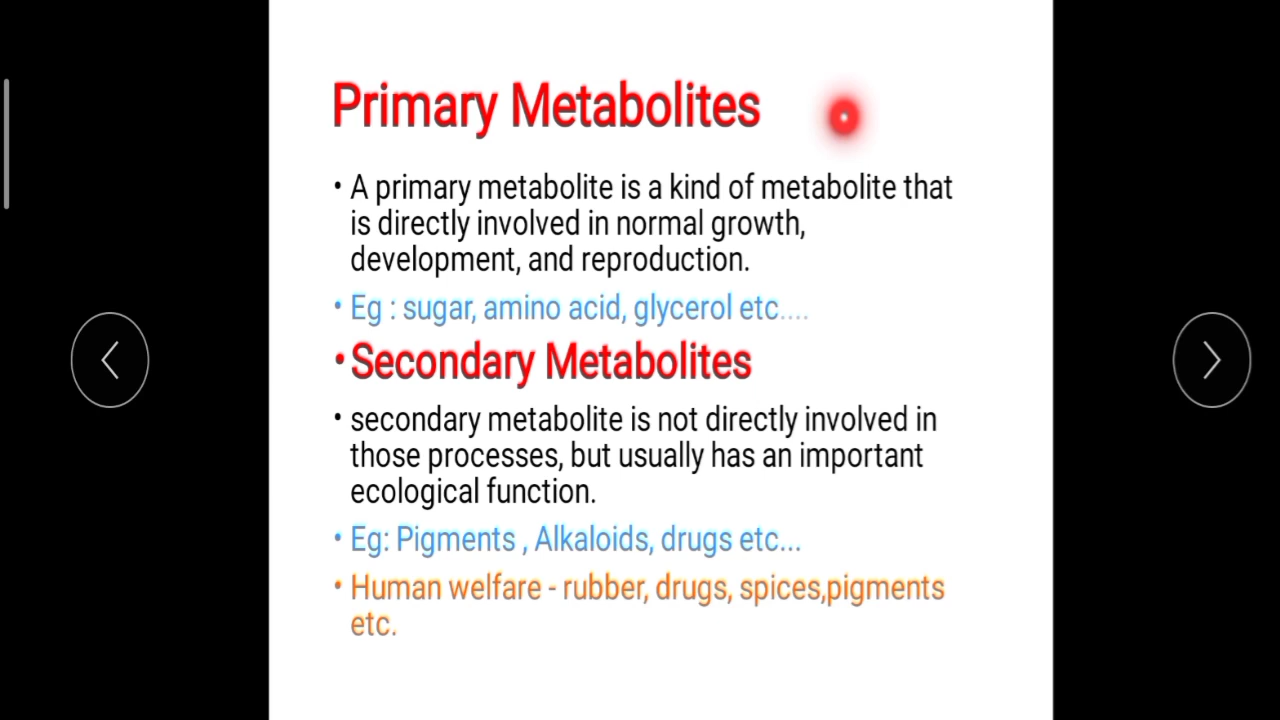 Primary Metabolites
• A primary metabolite is a kind of metabolite that
is directly involved in normal growth,
development, and reproduction.
• Eg : sugar, amino acid, glycerol etc....
• Secondary Metabolites
• secondary metabolite is not directly involved in
those processes, but usually has an important
ecological function.
• Eg: Pigments , Alkaloids, drugs etc...
• Human welfare - rubber, drugs, spices,pigments
etc.